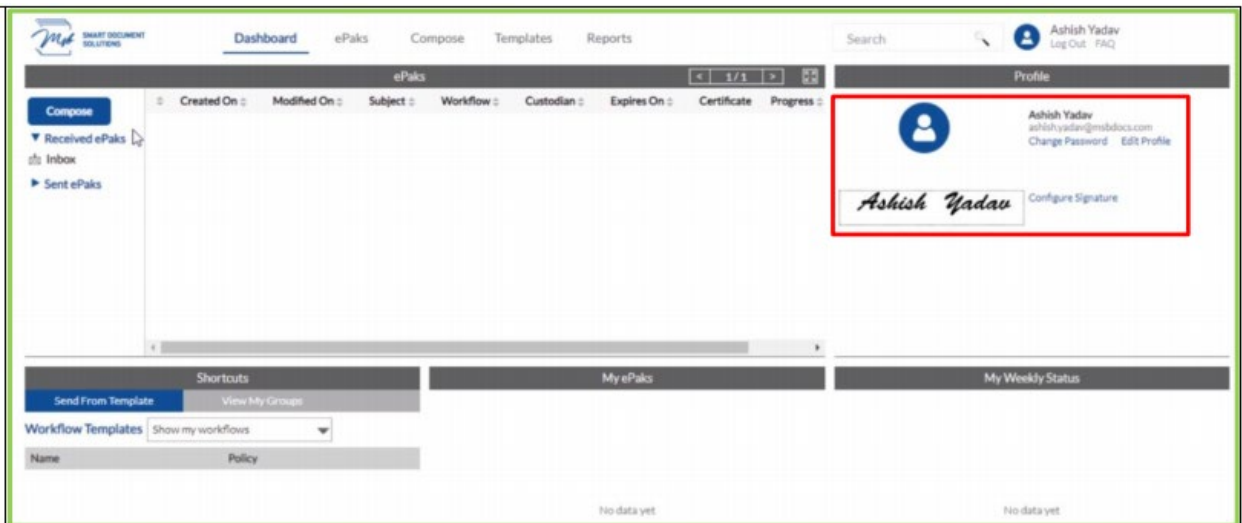 Msb SMART DOCUMENT
SOLUTIONS
Dashboard ePaks Compose Templates Reports
Search
Ashish Yadav
Log Out FAQ
ePaks
< 1/1 >
Profile
Compose
Created On Modified On Subject Workflow Custodian Expires On Certificate Progress
Received ePaks
Inbox
Sent ePaks
Ashish Yadav
ashish.yadav@msbdocs.com
Change Password Edit Profile
Ashish Yadav
Configure Signature
Shortcuts
Send From Template View My Groups
Workflow Templates Show my workflows
Name Policy
My ePaks
No data yet
My Weekly Status
No data yet